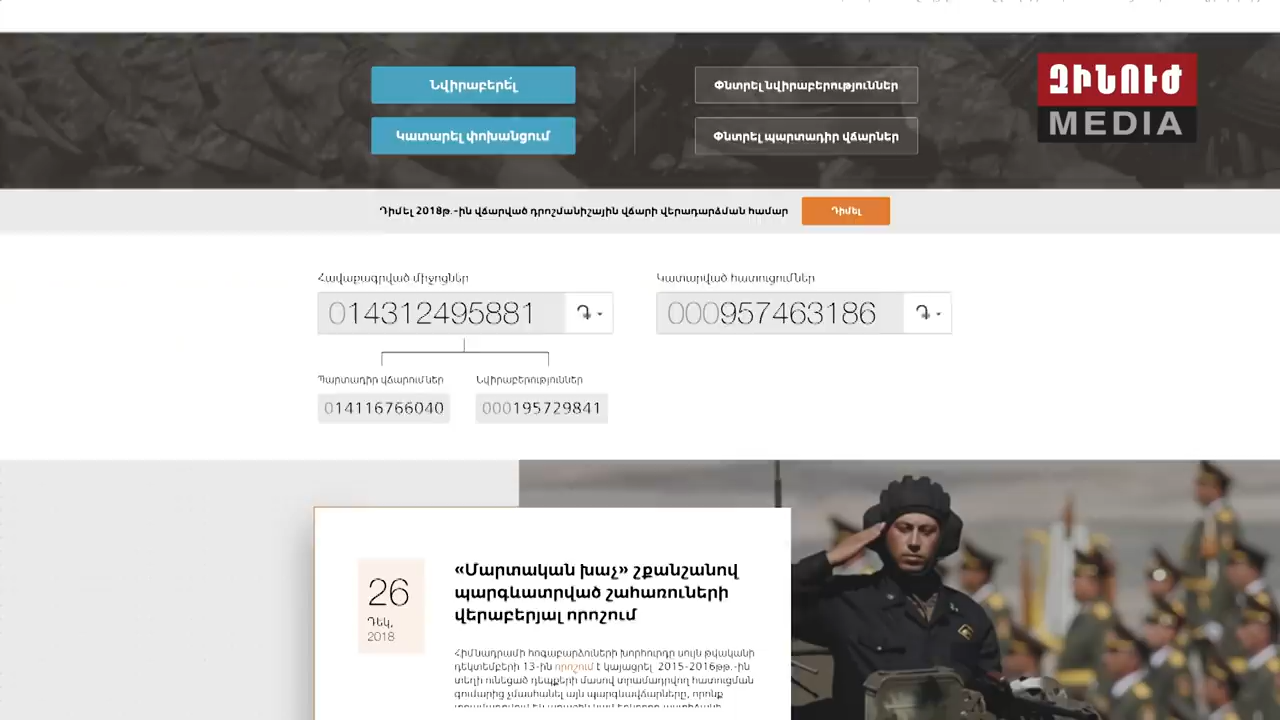 Նվիրաբերե՛լ
Փնտրել նվիրաբերություններ
Կատարել փոխանցում
Փնտրել պարտադիր վճարներ
ԶԻՆՈՒԺ
MEDIA
Դիմել 2018թ.-ին վճարված դրոշմանիշային վճարի վերադարձման համար
Դիմել
Հավաքագրված միջոցներ
014312495881 Դ
Կատարված հատուցումներ
000957463186 Դ
Պարտադիր վճարումներ
014116766040
Նվիրաբերություններ
000195729841
26
Դեկ,
2018
«Մարտական խաչ» շքանշանով
պարգևատրված շահառուների
վերաբերյալ որոշում
Հիմնադրամի հոգաբարձուների խորհուրդը սույն թվականի
դեկտեմբերի 13-ին որոշում է կայացրել 2015-2016թթ.-ին
տեղի ունեցած դեպքերի մասով տրամադրվող հատուցման
գումարից չմասհանել այն պարգևավճարները, որոնք